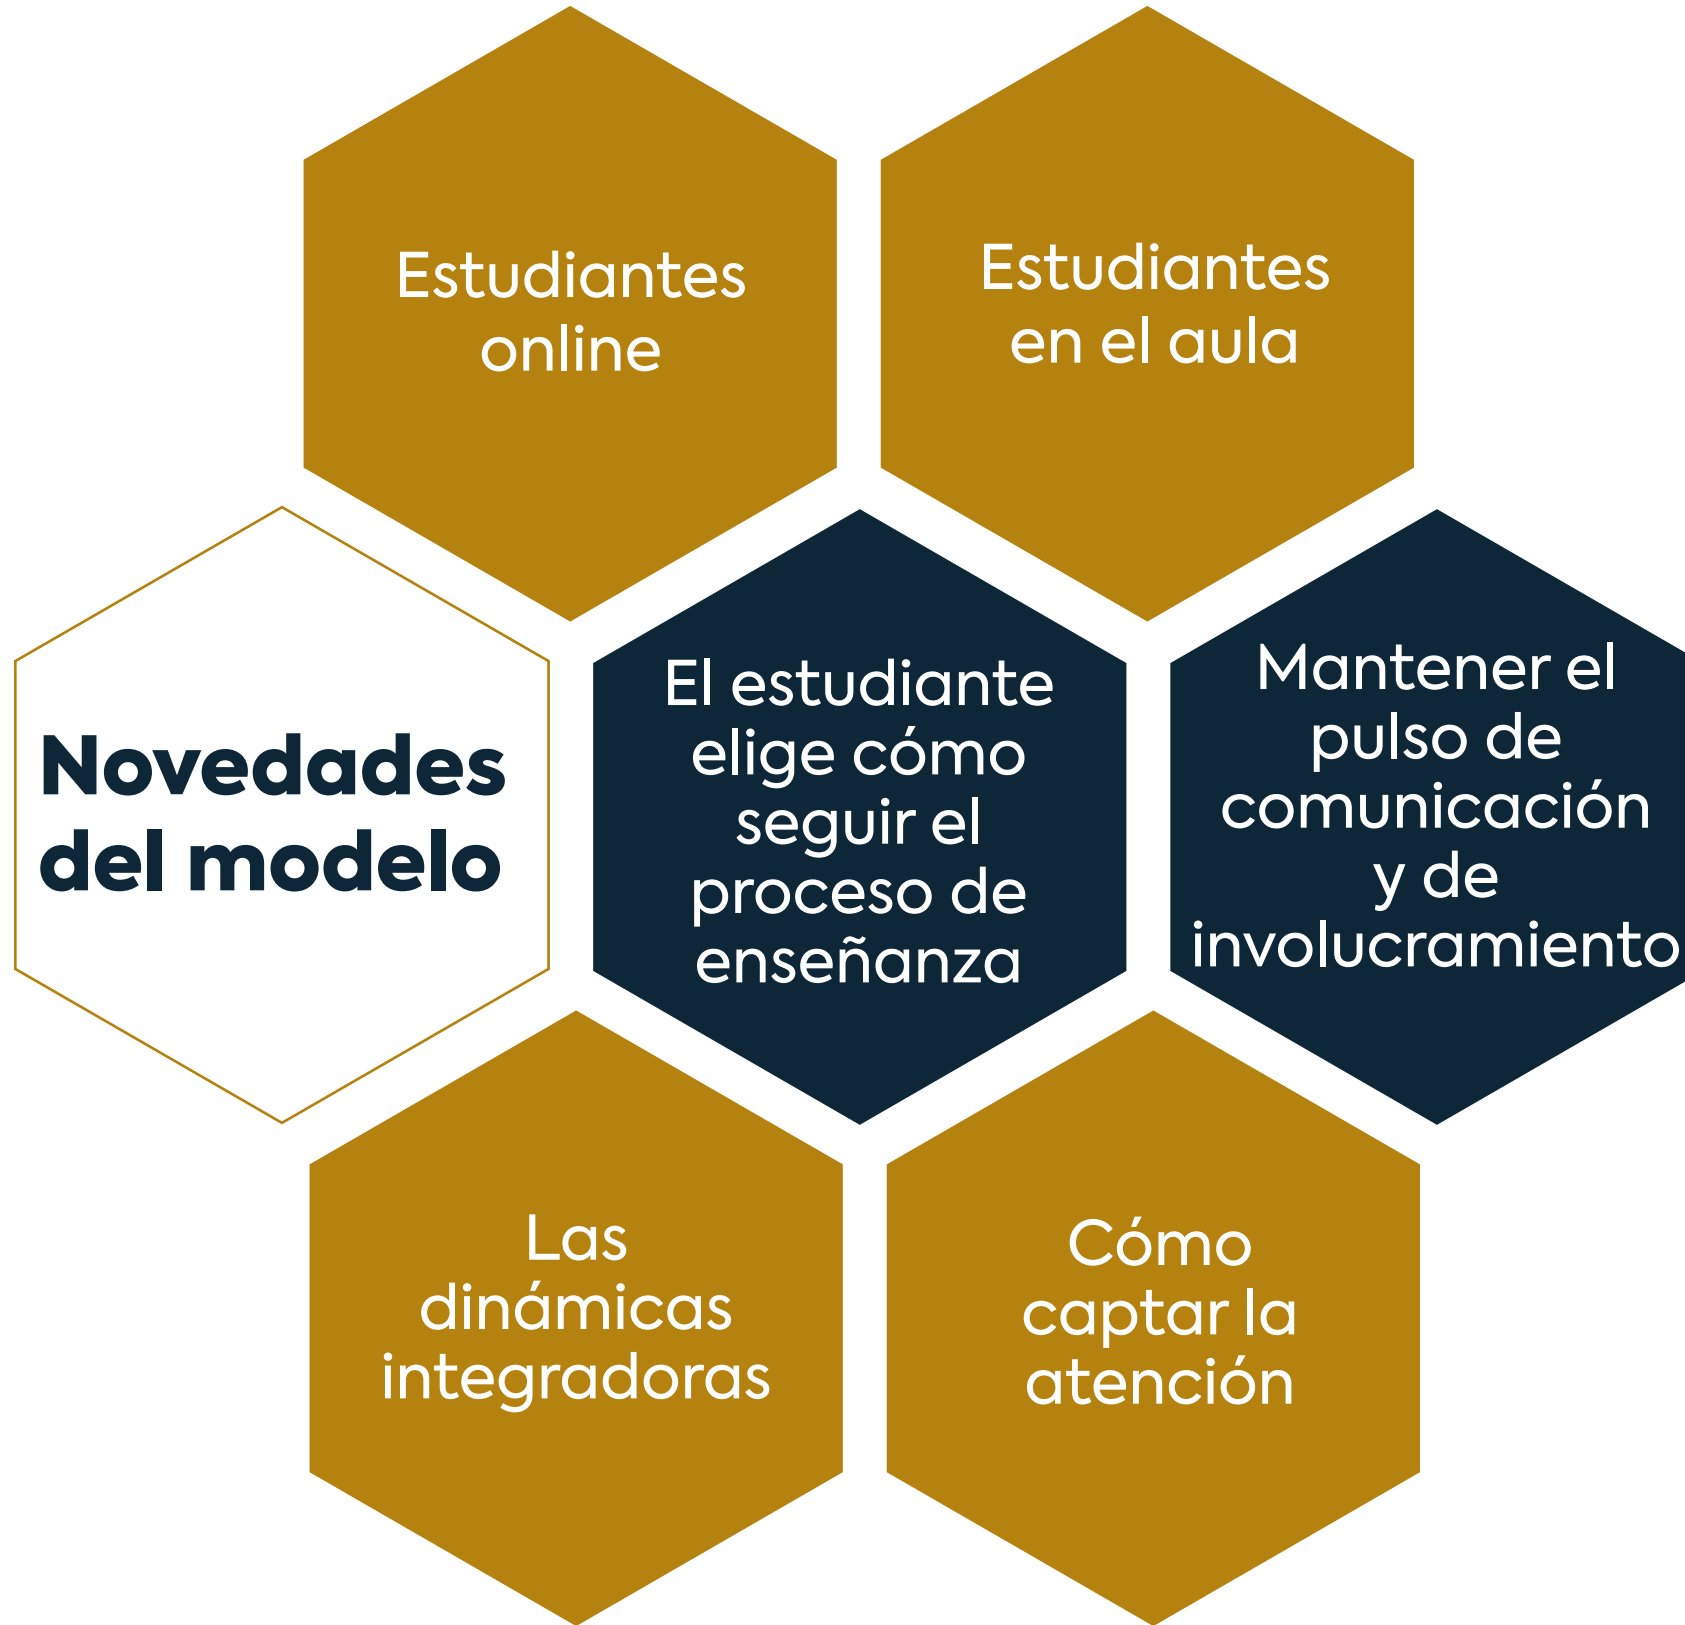 Estudiantes
online
Estudiantes
en el aula
Novedades
del modelo
El estudiante
elige cómo
seguir el
proceso de
enseñanza
Mantener el
pulso de
comunicación
y de
involucramiento
Las
dinámicas
integradoras
Cómo
captar la
atención